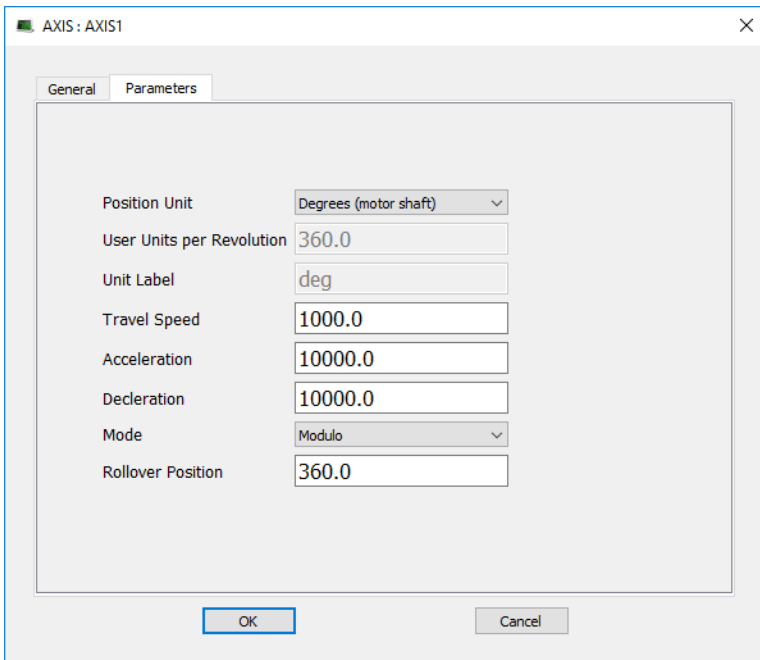 AXIS : AXIS1
General Parameters
Position Unit Degrees (motor shaft)
User Units per Revolution 360.0
Unit Label deg
Travel Speed 1000.0
Acceleration 10000.0
Decleration 10000.0
Mode Modulo
Rollover Position 360.0
OK Cancel